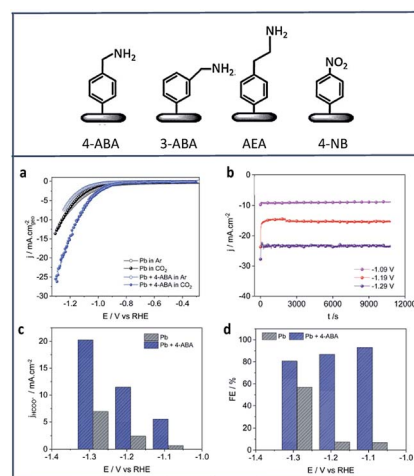 NH2
NH2
NH2
NO2
4-ABA 3-ABA AEA 4-NB
a
j / mA.cm-2geo
0
-5
-10
-15
-20
-25
-30
Pb in Ar
Pb in CO2
Pb + 4-ABA in Ar
Pb + 4-ABA in CO2
-1.2 -1.0 -0.8 -0.6 -0.4
E / V vs RHE
b
j / mA.cm-2
0
-10
-20
-30
-40
-1.09 V
-1.19 V
-1.29 V
0 2000 4000 6000 8000 10000
t /s
c
jHCOO- / mA.cm-2
20
10
0
Pb
Pb + 4-ABA
-1.4 -1.3 -1.2 -1.1 -1.0
E / V vs RHE
d
FE / %
100
80
60
40
20
0
Pb
Pb + 4-ABA
-1.4 -1.3 -1.2 -1.1 -1.0
E / V vs RHE